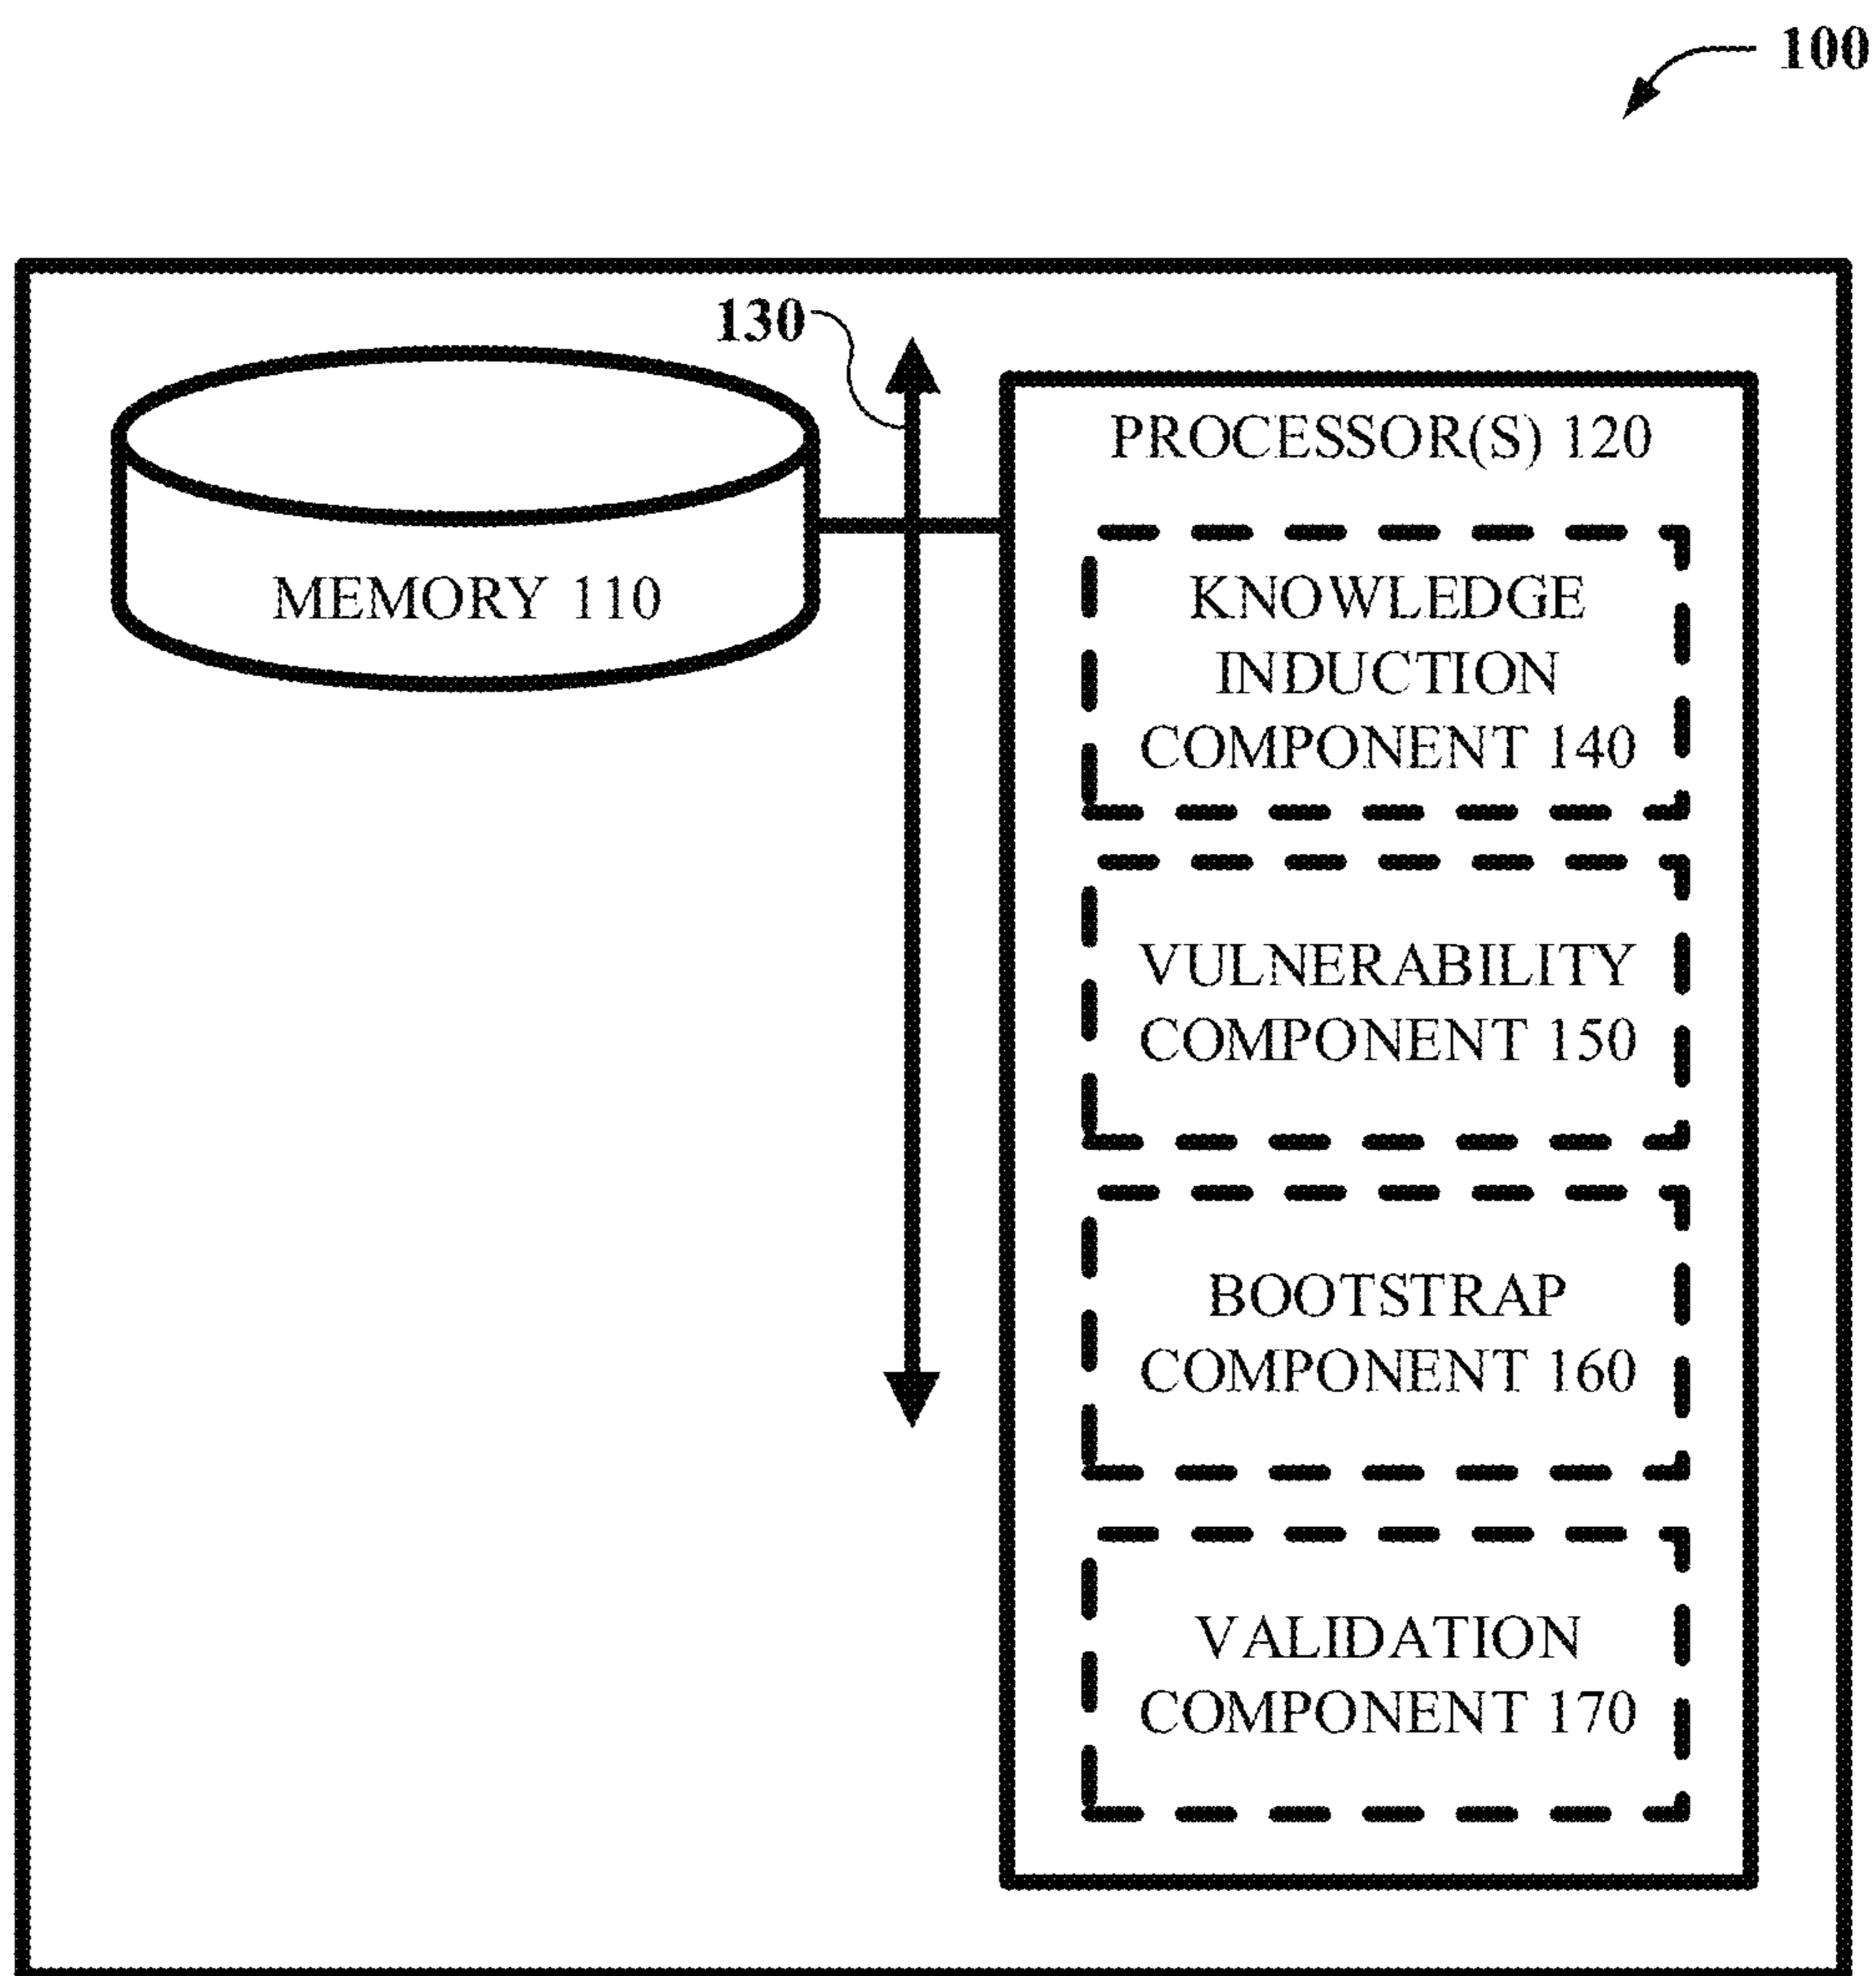 100
130
PROCESSOR(S) 120
MEMORY 110
KNOWLEDGE
INDUCTION
COMPONENT 140
VULNERABILITY
COMPONENT 150
BOOTSTRAP
COMPONENT 160
VALIDATION
COMPONENT 170